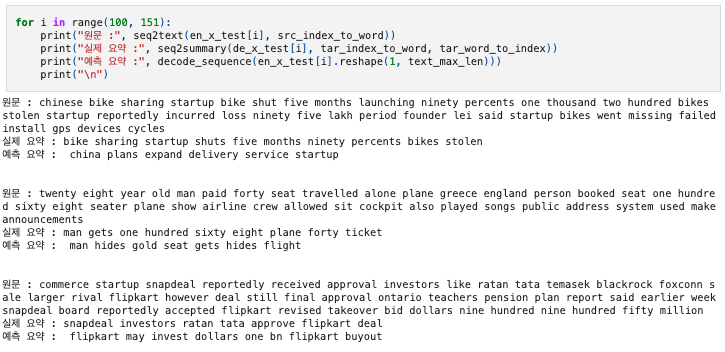 for i in range(100, 151):
    print("원문 :", seq2text(en_x_test[i], src_index_to_word))
    print("실제 요약 :", seq2summary(de_x_test[i], tar_index_to_word, tar_word_to_index))
    print("예측 요약 :", decode_sequence(en_x_test[i].reshape(1, text_max_len)))
    print("\n")
원문 : chinese bike sharing startup bike shut five months launching ninety percents one thousand two hundred bikes
stolen startup reportedly incurred loss ninety five lakh period founder lei said startup bikes went missing failed
install gps devices cycles
실제 요약 : bike sharing startup shuts five months ninety percents bikes stolen
예측 요약 :  china plans expand delivery service startup
원문 : twenty eight year old man paid forty seat travelled alone plane greece england person booked seat one hundre
d sixty eight seater plane show airline crew allowed sit cockpit also played songs public address system used make
announcements
실제 요약 : man gets one hundred sixty eight plane forty ticket
예측 요약 :  man hides gold seat gets hides flight
원문 : commerce startup snapdeal reportedly received approval investors like ratan tata temasek blackrock foxconn s
ale larger rival flipkart however deal still final approval ontario teachers pension plan report said earlier week
snapdeal board reportedly accepted flipkart revised takeover bid dollars nine hundred nine hundred fifty million
실제 요약 : snapdeal investors ratan tata approve flipkart deal
예측 요약 :  flipkart may invest dollars one bn flipkart buyout